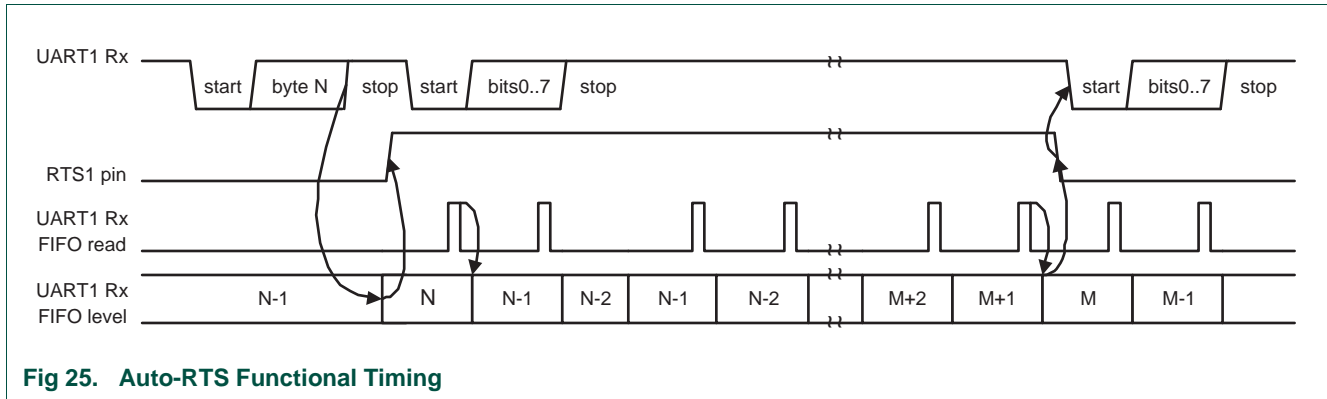 UART1 Rx
start byte N stop start bits0..7 stop start bits0..7 stop
RTS1 pin
UART1 Rx
FIFO read
UART1 Rx
FIFO level
N-1 N N-1 N-2 N-1 N-2 M+2 M+1 M M-1
Fig 25. Auto-RTS Functional Timing